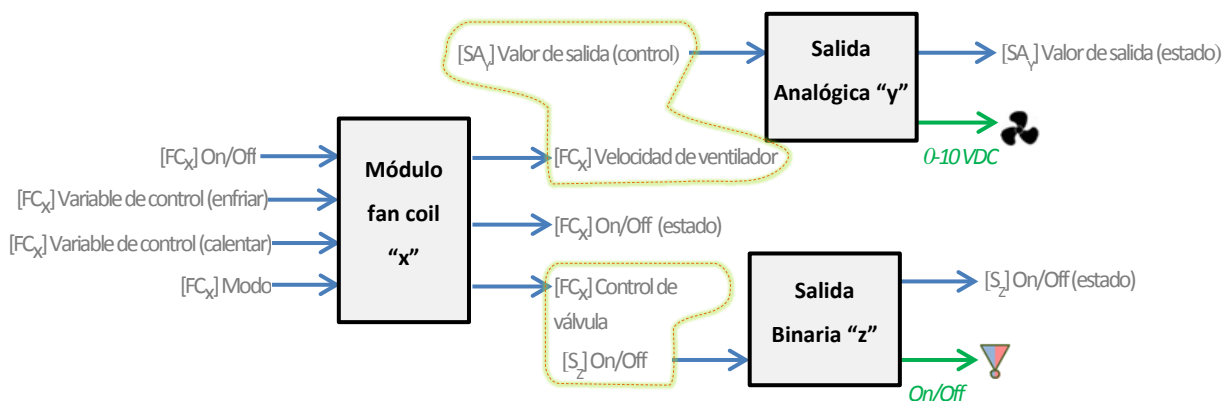 [SAY] Valor de salida (control)
Salida
Analógica “y”
[SAY] Valor de salida (estado)
0-10 VDC
[FCX] On/Off
[FCX] Variable de control (enfriar)
[FCX] Variable de control (calentar)
[FCX] Modo
Módulo
fan coil
“x”
[FCX] Velocidad de ventilador
[FCX] On/Off (estado)
[FCX] Control de
válvula
[SZ] On/Off
Salida
Binaria “z”
[SZ] On/Off (estado)
On/Off